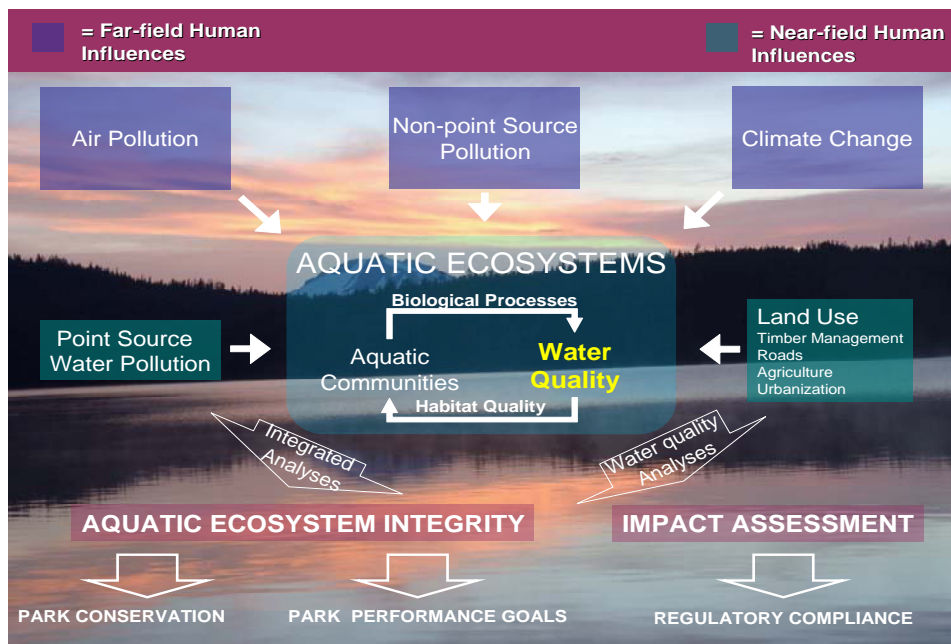 = Far-field Human
Influences
= Near-field Human
Influences
Air Pollution
Non-point Source
Pollution
Climate Change
AQUATIC ECOSYSTEMS
Biological Processes
Point Source
Water Pollution
Aquatic
Communities
Water
Quality
Habitat Quality
Land Use
Timber Management
Roads
Agriculture
Urbanization
Integrated
Analyses
Water quality
Analyses
AQUATIC ECOSYSTEM INTEGRITY
IMPACT ASSESSMENT
PARK CONSERVATION
PARK PERFORMANCE GOALS
REGULATORY COMPLIANCE